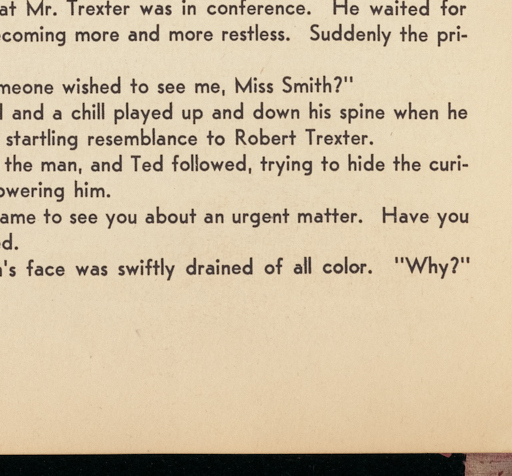 at Mr. Trexter was in conference. He waited for
coming more and more restless. Suddenly the pri-
meone wished to see me, Miss Smith?"
and a chill played up and down his spine when he
startling resemblance to Robert Trexter.
the man, and Ted followed, trying to hide the curi-
owering him.
ame to see you about an urgent matter. Have you
d.
's face was swiftly drained of all color. "Why?"